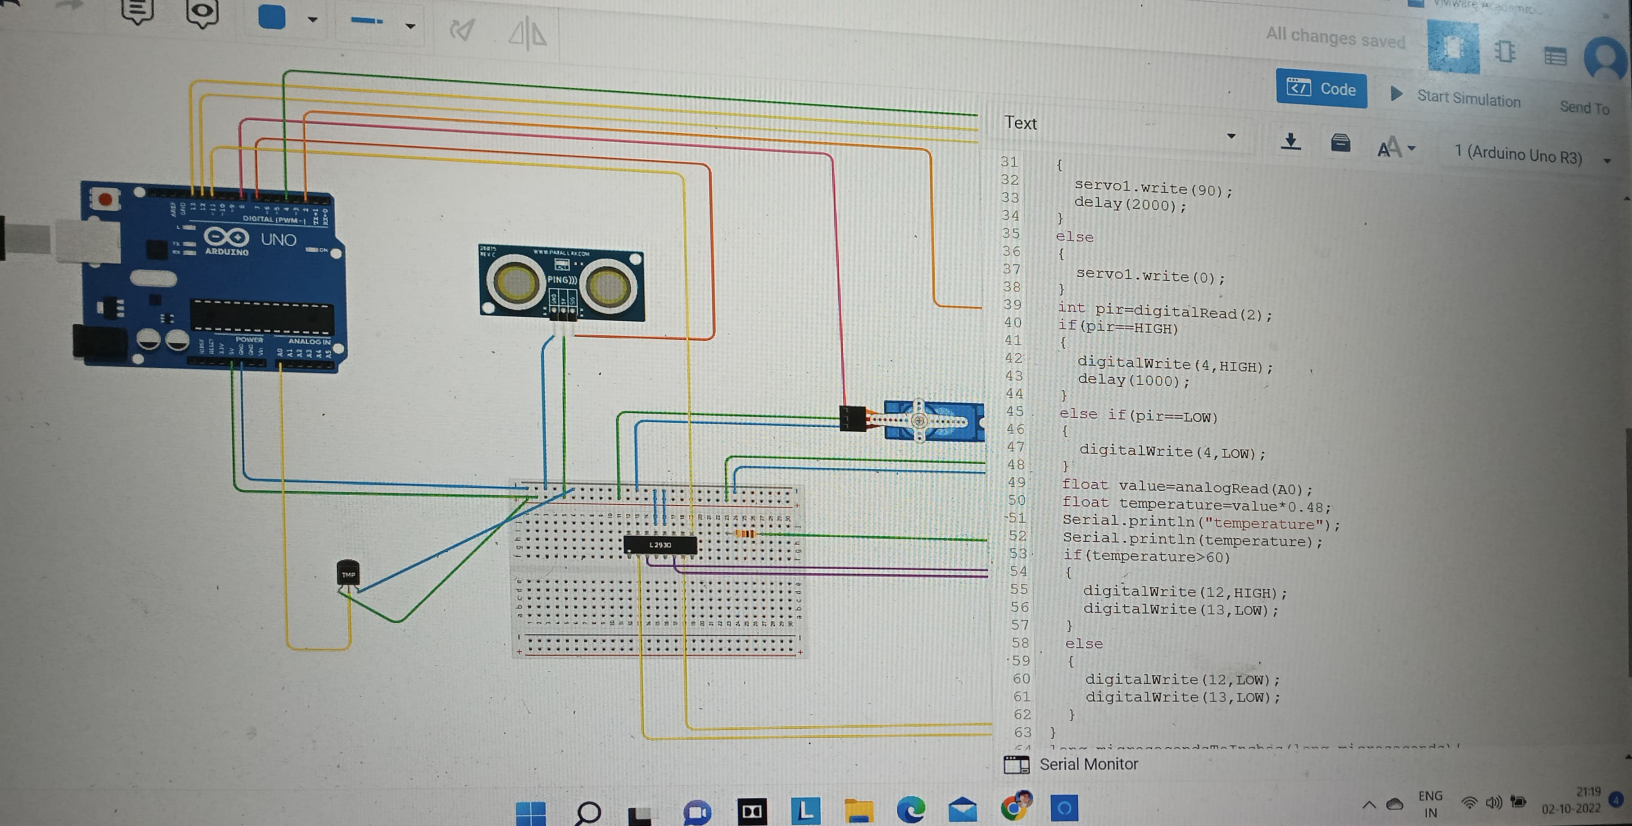 All changes saved
Code
Start Simulation
Send To
Text
1 (Arduino Uno R3)
31 {
32 servo1.write(90);
33 delay(2000);
34 }
35 else
36 {
37 servo1.write(0);
38 }
39 int pir=digitalRead(2);
40 if(pir==HIGH)
41 {
42 digitalWrite(4,HIGH);
43 delay(1000);
44 }
45 else if(pir==LOW)
46 {
47 digitalWrite(4,LOW);
48 }
49 float value=analogRead(A0);
50 float temperature=value*0.48;
51 Serial.println("temperature");
52 Serial.println(temperature);
53 if(temperature>60)
54 {
55 digitalWrite(12,HIGH);
56 digitalWrite(13,LOW);
57 }
58 else
59 {
60 digitalWrite(12,LOW);
61 digitalWrite(13,LOW);
62 }
63 }
Serial Monitor
DIGITAL (PWM~)
UNO
ARDUINO
POWER
ANALOG IN
WWW.PARALLAX.COM
PING)))
L293D
TMP
ENG
IN
21:19
02-10-2022